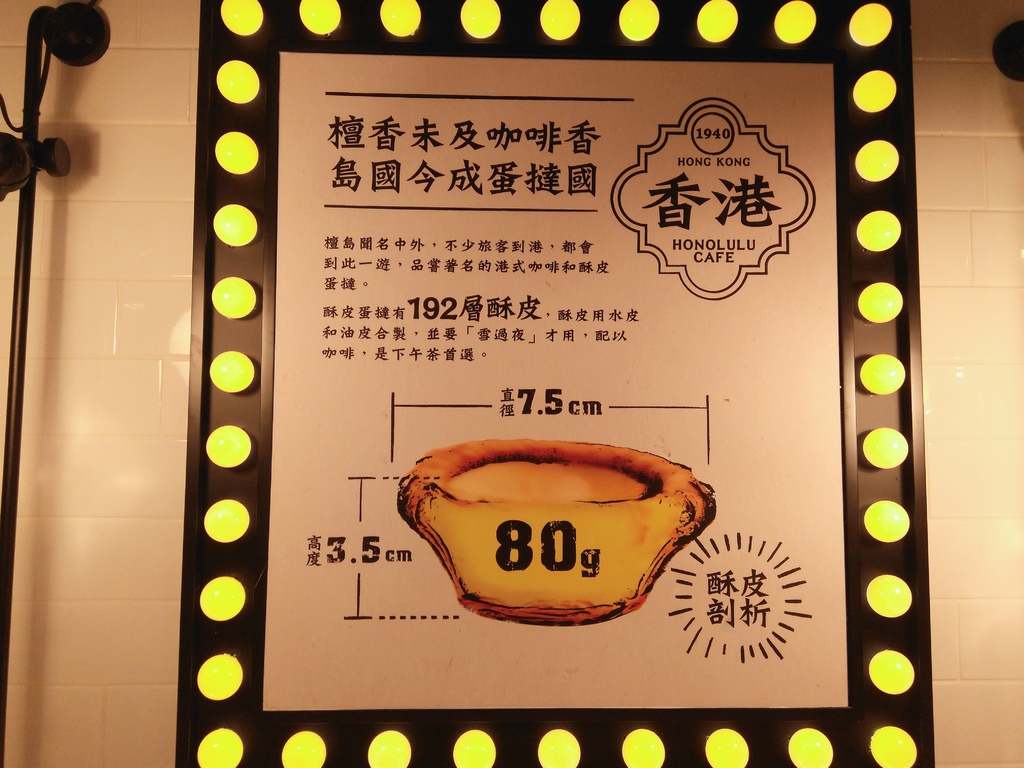 檀香未及咖啡香
島國今成蛋撻國
1940
HONG KONG
香港
HONOLULU
CAFE
檀島聞名中外，不少旅客到港，都會
到此一遊，品嘗著名的港式咖啡和酥皮
蛋撻。
酥皮蛋撻有192層酥皮，酥皮用水皮
和油皮合製，並要「雪過夜」才用，配以
咖啡，是下午茶首選。
直徑7.5cm
高度3.5cm
80g
酥皮
剖析